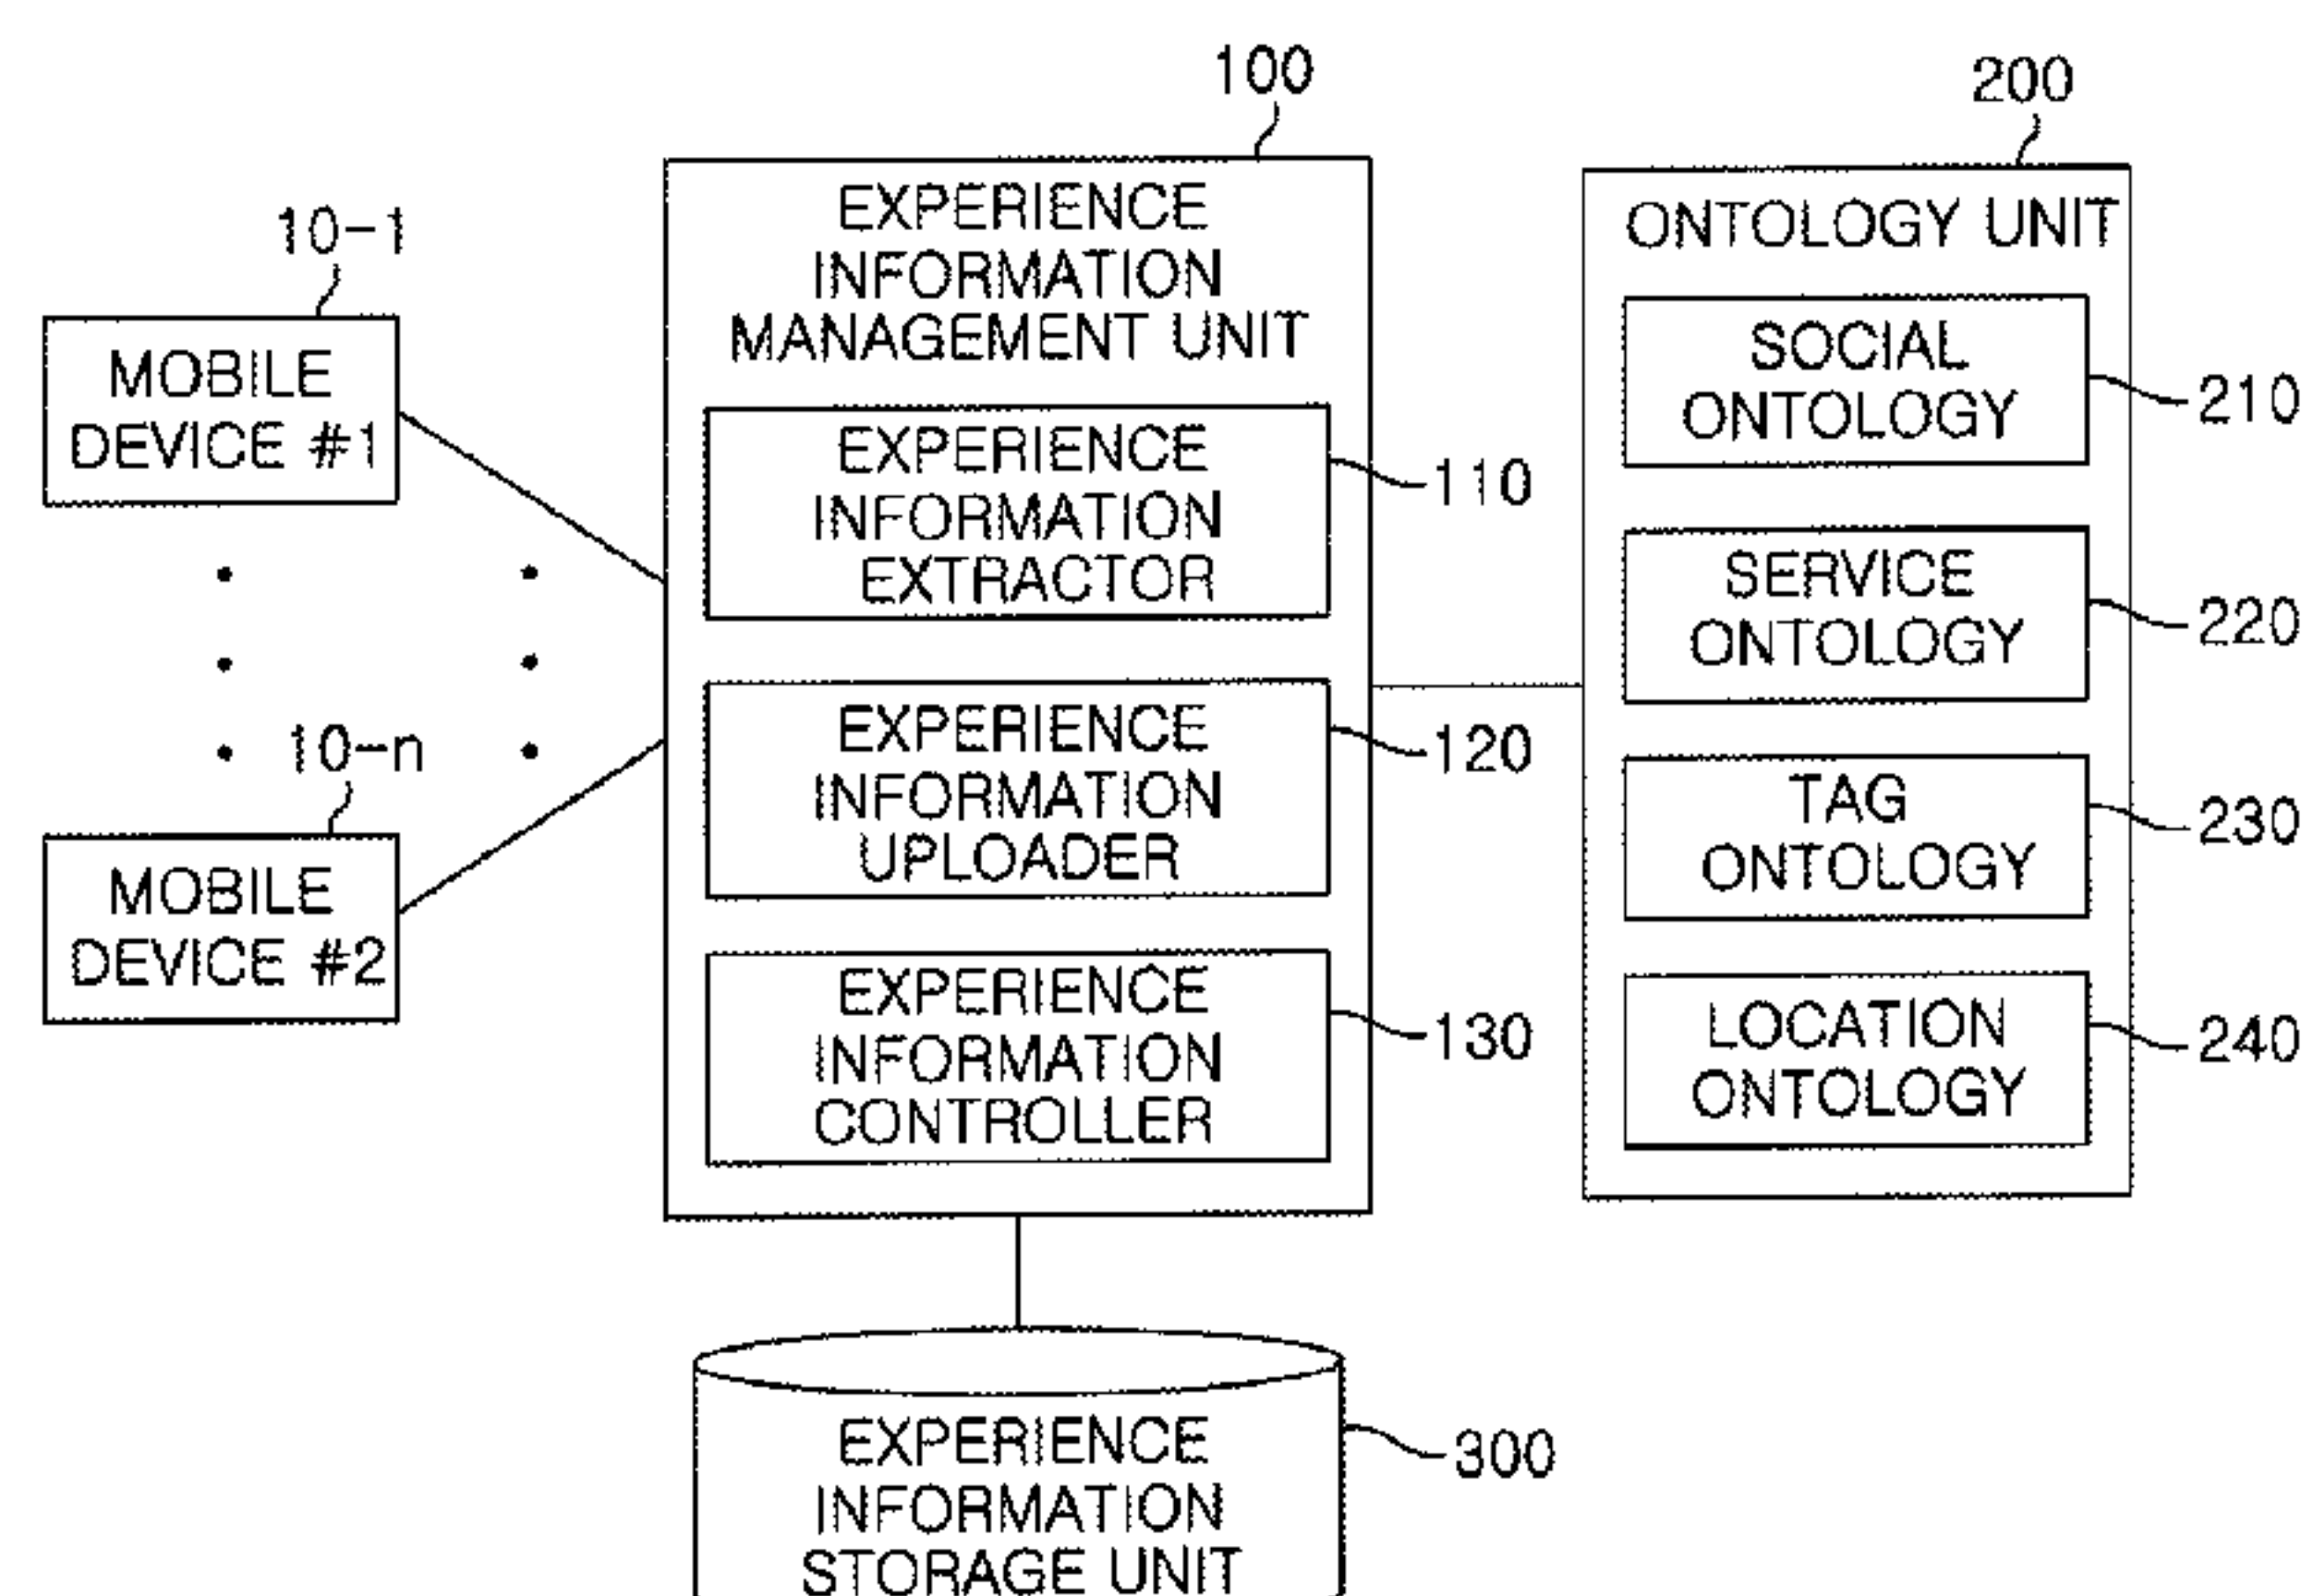 100
200
10-1
MOBILE
DEVICE #1
10-n
MOBILE
DEVICE #2
EXPERIENCE
INFORMATION
MANAGEMENT UNIT
EXPERIENCE
INFORMATION
EXTRACTOR
110
EXPERIENCE
INFORMATION
UPLOADER
120
EXPERIENCE
INFORMATION
CONTROLLER
130
ONTOLOGY UNIT
SOCIAL
ONTOLOGY
210
SERVICE
ONTOLOGY
220
TAG
ONTOLOGY
230
LOCATION
ONTOLOGY
240
EXPERIENCE
INFORMATION
STORAGE UNIT
300